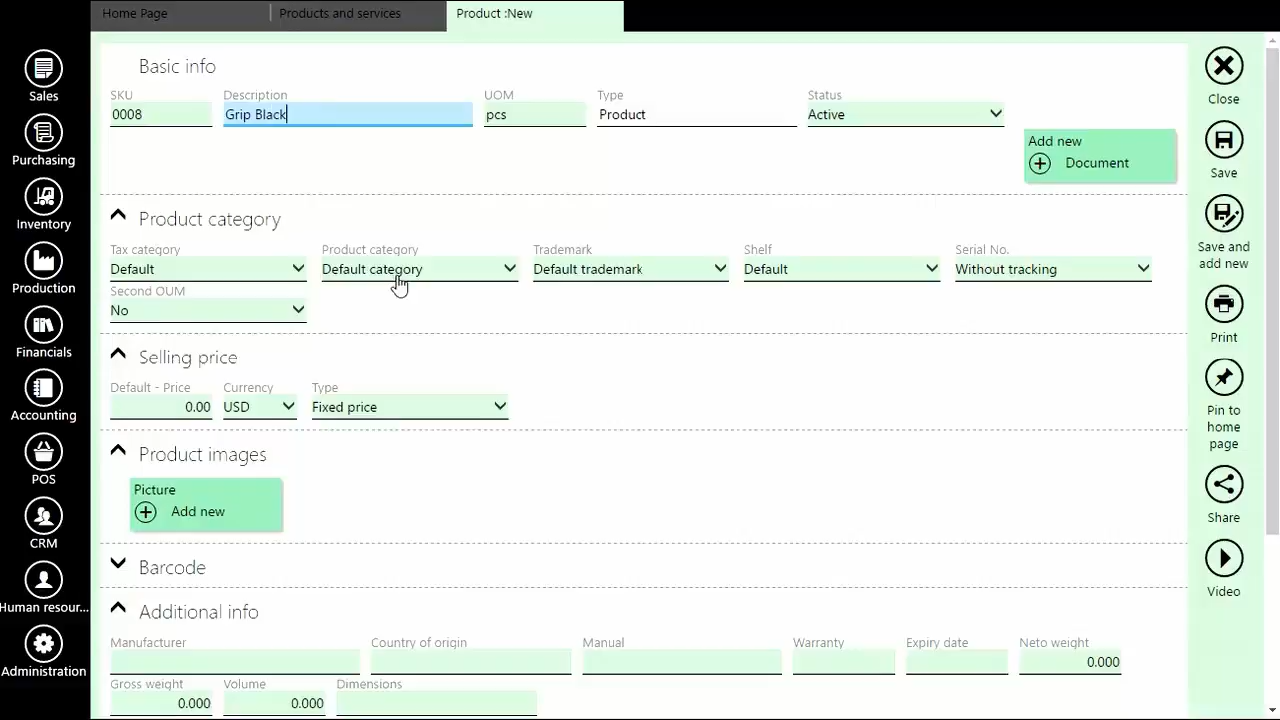 Home Page
Products and services
Product :New
Sales
Purchasing
Inventory
Production
Financials
Accounting
POS
CRM
Human resour...
Administration
Basic info
SKU Description UOM Type Status
0008 Grip Black pcs Product Active
Add new
Document
Product category
Tax category Product category Trademark Shelf Serial No.
Default Default category Default trademark Default Without tracking
Second OUM
No
Selling price
Default - Price Currency Type
0.00 USD Fixed price
Product images
Picture
Add new
Barcode
Additional info
Manufacturer Country of origin Manual Warranty Expiry date Neto weight
0.000
Gross weight Volume Dimensions
0.000 0.000
Close
Save
Save and
add new
Print
Pin to
home
page
Share
Video